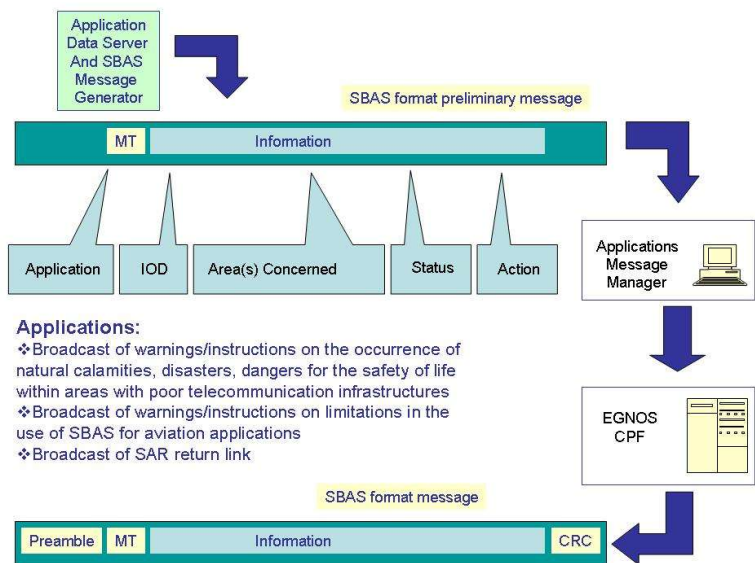 Application
Data Server
And SBAS
Message
Generator
SBAS format preliminary message
MT
Information
Application
IOD
Area(s) Concerned
Status
Action
Applications
Message
Manager
Applications:
❖Broadcast of warnings/instructions on the occurrence of
natural calamities, disasters, dangers for the safety of life
within areas with poor telecommunication infrastructures
❖Broadcast of warnings/instructions on limitations in the
use of SBAS for aviation applications
❖Broadcast of SAR return link
EGNOS
CPF
SBAS format message
Preamble
MT
Information
CRC